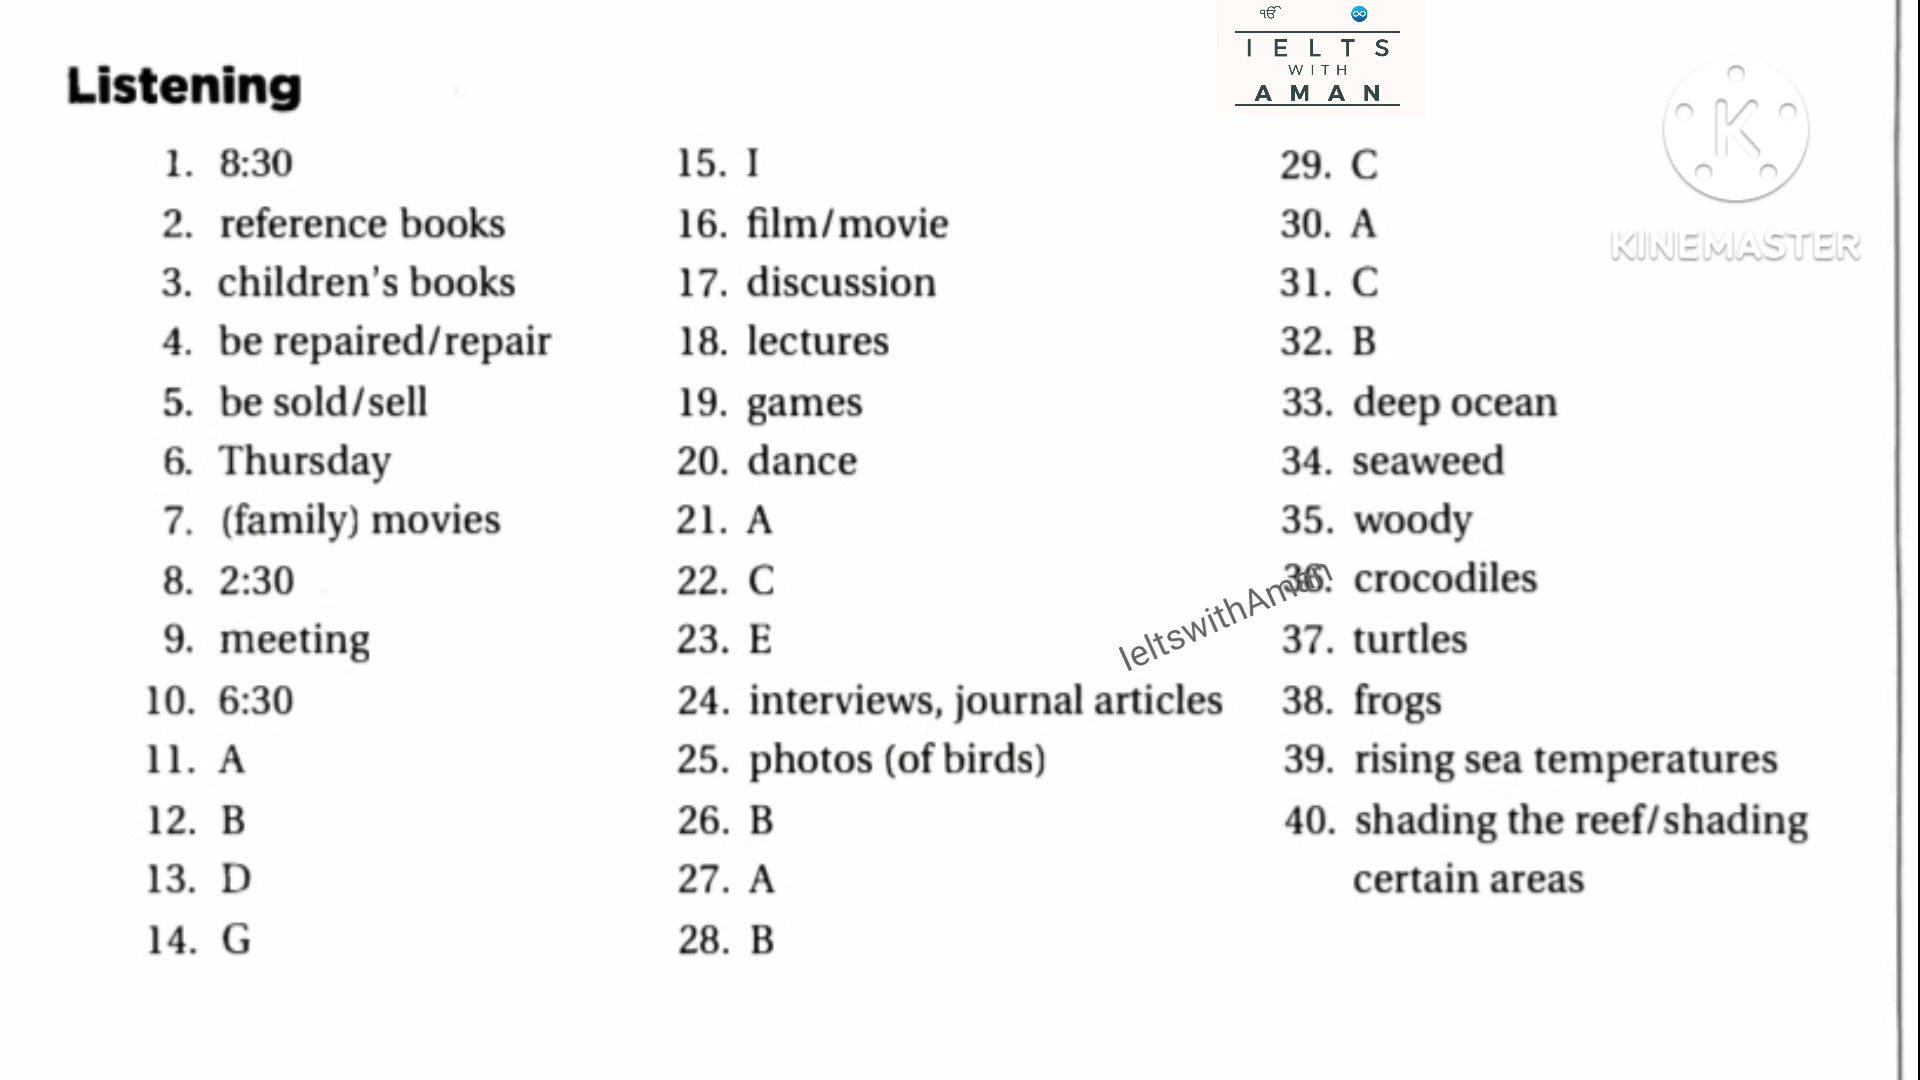 ੴ
IELTS
WITH
AMAN
KINEMASTER
Listening
1. 8:30
2. reference books
3. children's books
4. be repaired/repair
5. be sold/sell
6. Thursday
7. (family) movies
8. 2:30
9. meeting
10. 6:30
11. A
12. B
13. D
14. G
15. I
16. film/movie
17. discussion
18. lectures
19. games
20. dance
21. A
22. C
23. E
24. interviews, journal articles
25. photos (of birds)
26. B
27. A
28. B
29. C
30. A
31. C
32. B
33. deep ocean
34. seaweed
35. woody
36. crocodiles
37. turtles
38. frogs
39. rising sea temperatures
40. shading the reef/shading
certain areas
IeltswithAman